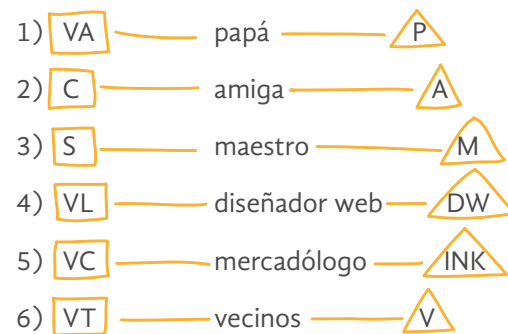 1) VA papá P
2) C amiga A
3) S maestro M
4) VL diseñador web DW
5) VC mercadólogo INK
6) VT vecinos V